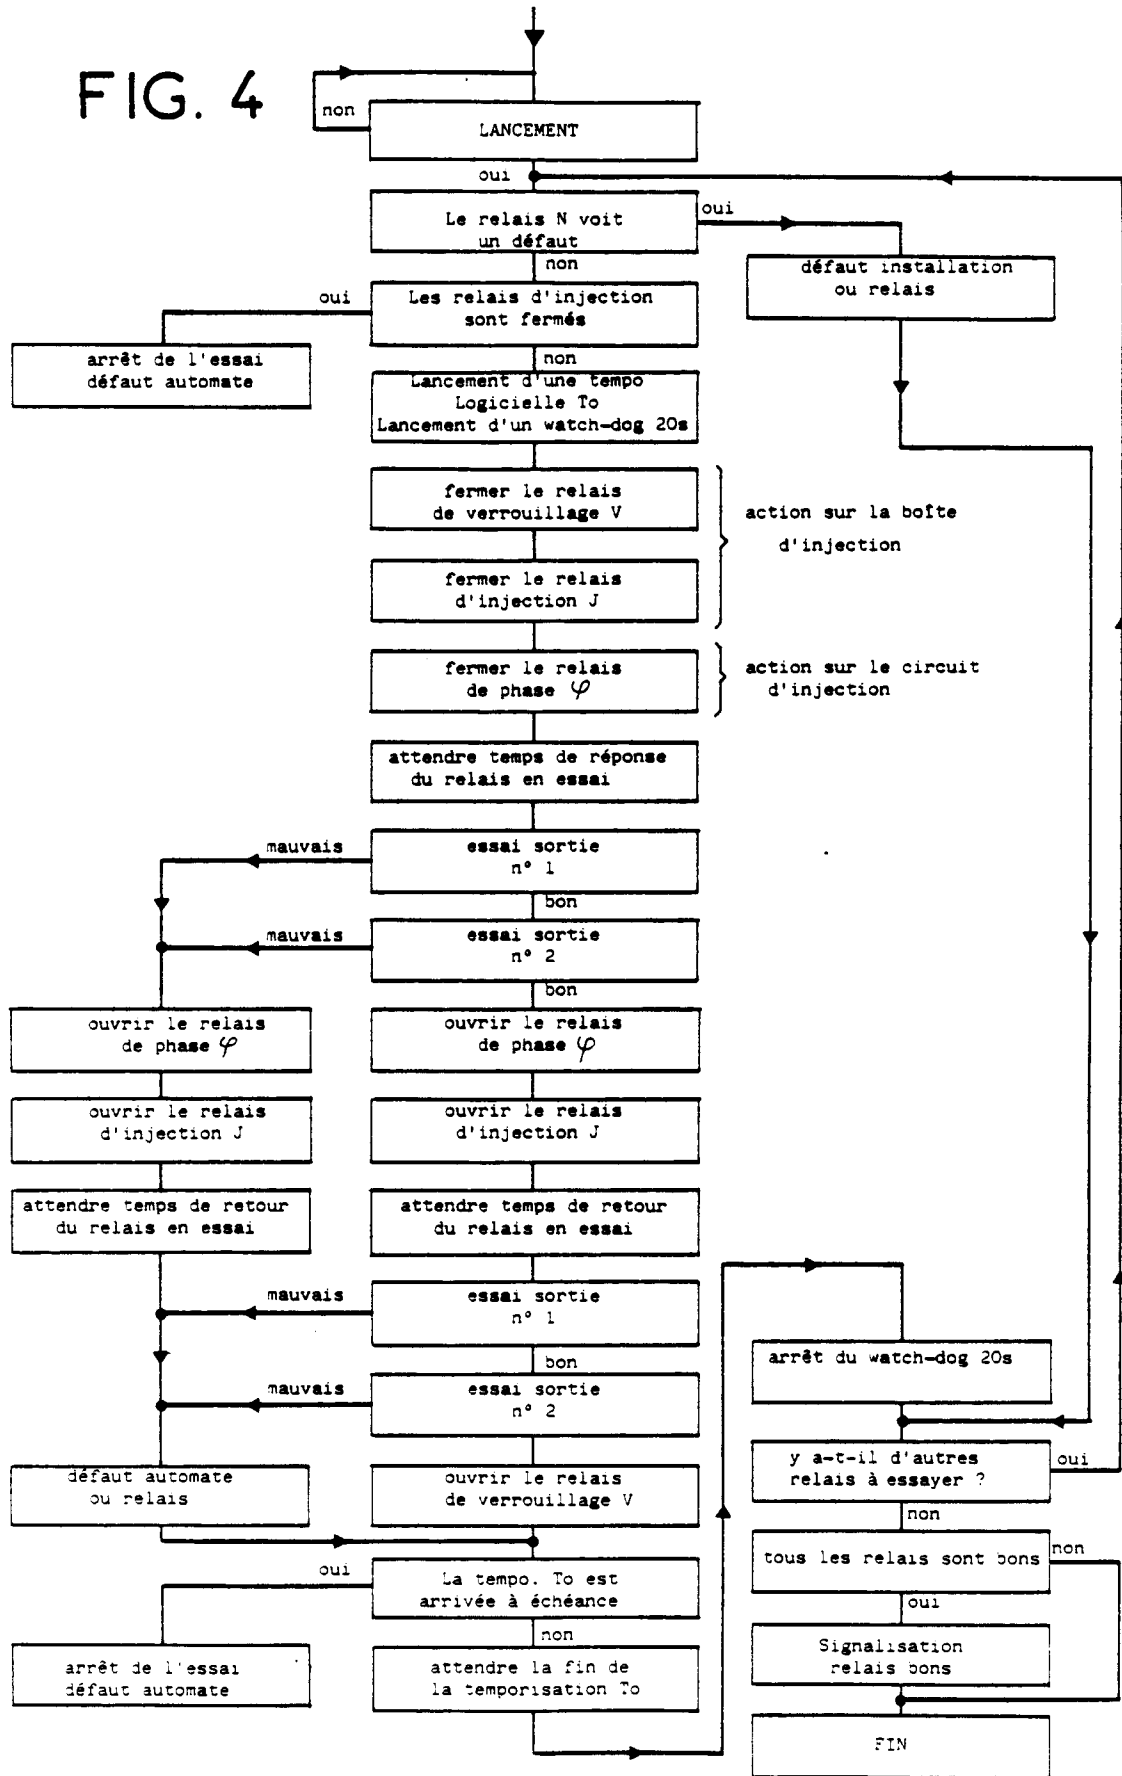 FIG. 4
non
LANCEMENT
oui
Le relais N voit
un défaut
oui
non
défaut installation
ou relais
oui
Les relais d'injection
sont fermés
arrêt de l'essai
défaut automate
non
Lancement d'une tempo
Logicielle To
Lancement d'un watch-dog 20s
fermer le relais
de verrouillage V
action sur la boîte
d'injection
fermer le relais
d'injection J
fermer le relais
de phase φ
action sur le circuit
d'injection
attendre temps de réponse
du relais en essai
mauvais
essai sortie
n° 1
bon
mauvais
essai sortie
n° 2
bon
ouvrir le relais
de phase φ
ouvrir le relais
de phase φ
ouvrir le relais
d'injection J
ouvrir le relais
d'injection J
attendre temps de retour
du relais en essai
attendre temps de retour
du relais en essai
mauvais
essai sortie
n° 1
bon
mauvais
essai sortie
n° 2
défaut automate
ou relais
ouvrir le relais
de verrouillage V
oui
La tempo. To est
arrivée à échéance
non
arrêt de l'essai
défaut automate
attendre la fin de
la temporisation To
arrêt du watch-dog 20s
y a-t-il d'autres
relais à essayer ?
oui
non
tous les relais sont bons
non
oui
Signalisation
relais bons
FIN